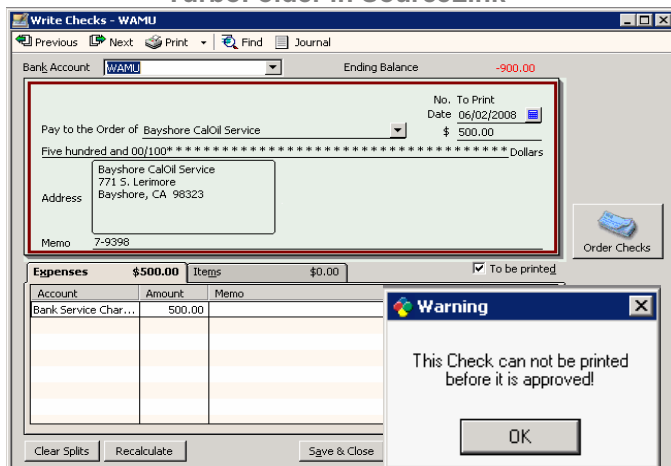 Write Checks - WAMU
Previous Next Print Find Journal
Bank Account WAMU Ending Balance -900.00
No. To Print
Date 06/02/2008
Pay to the Order of Bayshore CalOil Service $ 500.00
Five hundred and 00/100* * * * * * * * * * * * * * * * * * * * * * * * * * * * * * * * * * * * * * * * * * * * Dollars
Bayshore CalOil Service
771 S. Lerimore
Address Bayshore, CA 98323
Memo 7-9398
Order Checks
Expenses $500.00 Items $0.00 To be printed
Account Amount Memo
Bank Service Char... 500.00
Warning
This Check can not be printed
before it is approved!
OK
Clear Splits Recalculate Save & Close